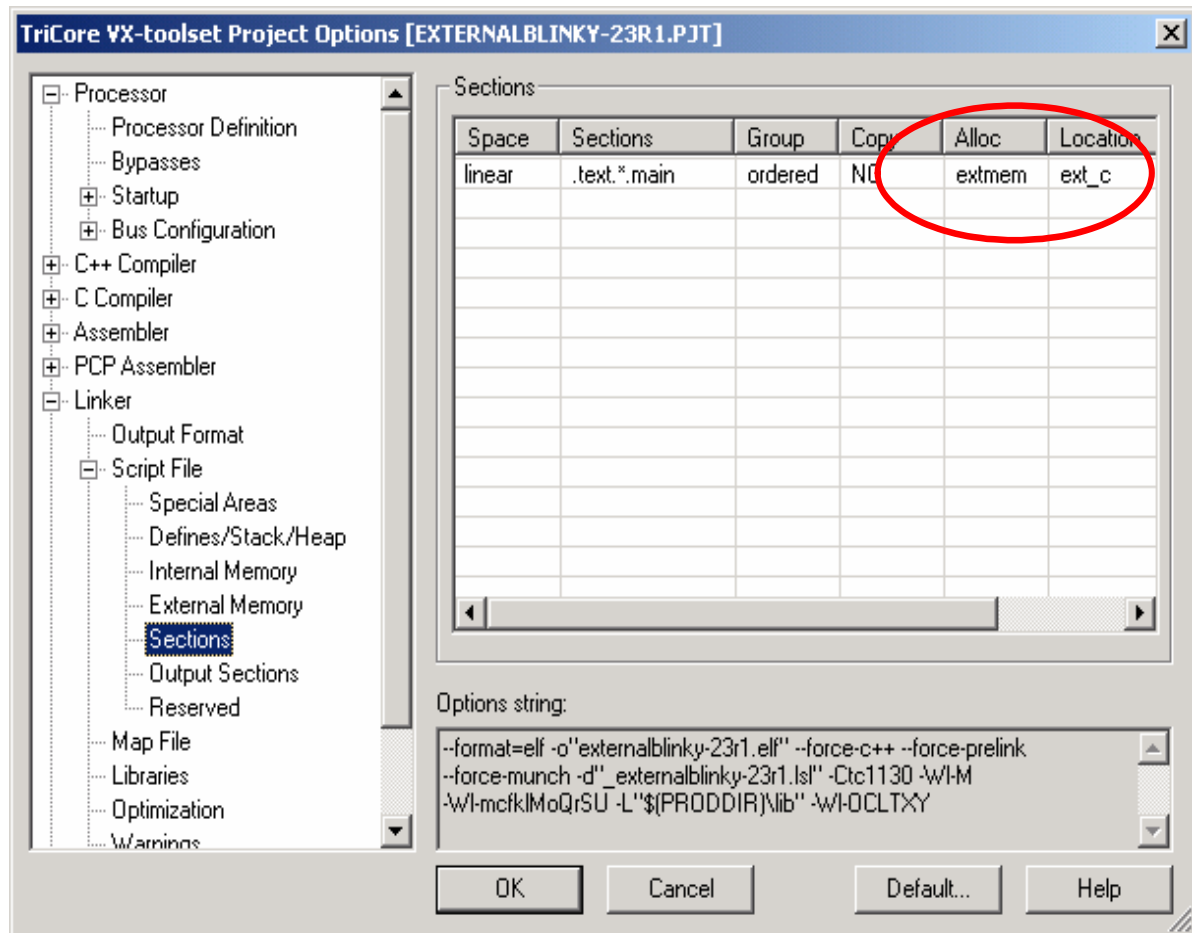 TriCore VX-toolset Project Options [EXTERNALBLINKY-23R1.PJT]
Processor
Processor Definition
Bypasses
Startup
Bus Configuration
C++ Compiler
C Compiler
Assembler
PCP Assembler
Linker
Output Format
Script File
Special Areas
Defines/Stack/Heap
Internal Memory
External Memory
Sections
Output Sections
Reserved
Map File
Libraries
Optimization
Warnings
Sections
Space Sections Group Copy Alloc Location
linear .text.*.main ordered NO extmem ext_c
Options string:
--format=elf -o"externalblinky-23r1.elf" --force-c++ --force-prelink
--force-munch -d"_externalblinky-23r1.lsl" -Ctc1130 -Wl-M
-Wl-mcfklMoQrSU -L"$(PRODDIR)\lib" -Wl-OCLTXY
OK Cancel Default... Help